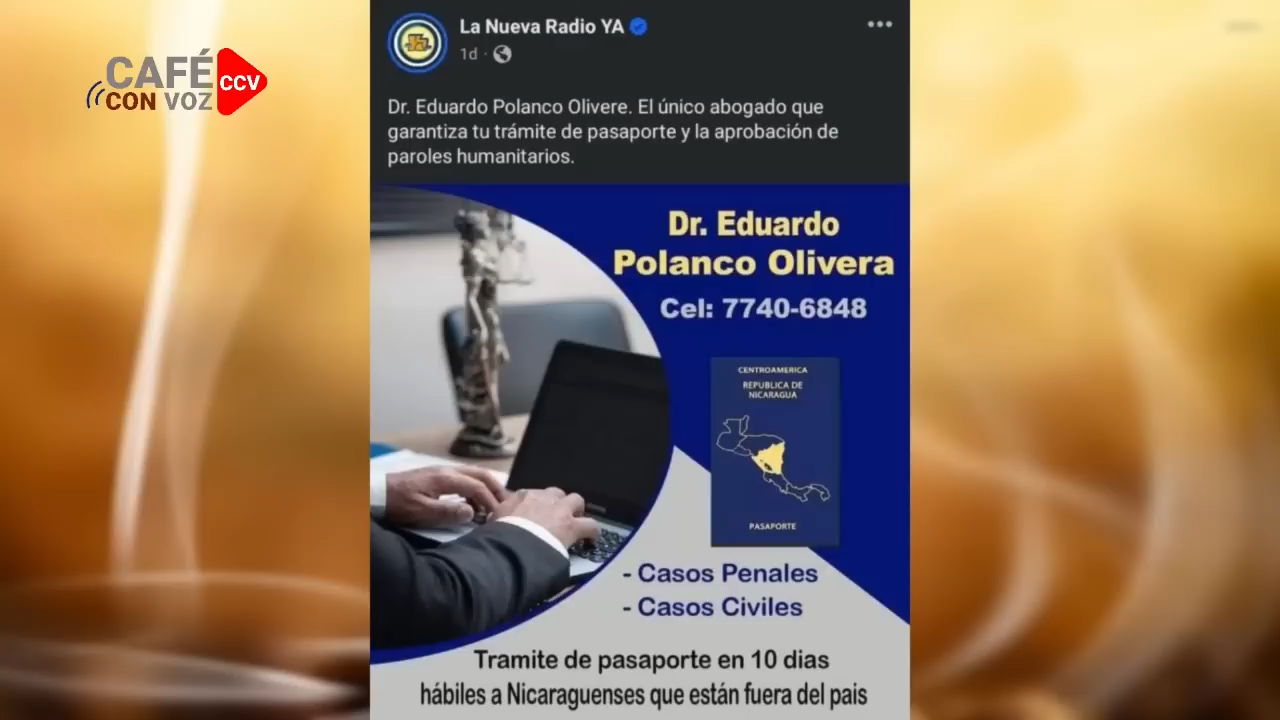 CAFÉ
CON VOZ
CCV
La Nueva Radio YA
1d ·
Dr. Eduardo Polanco Olivere. El único abogado que
garantiza tu trámite de pasaporte y la aprobación de
paroles humanitarios.
Dr. Eduardo
Polanco Olivera
Cel: 7740-6848
CENTROAMERICA
REPUBLICA DE
NICARAGUA
PASAPORTE
- Casos Penales
- Casos Civiles
Tramite de pasaporte en 10 dias
hábiles a Nicaraguenses que están fuera del pais